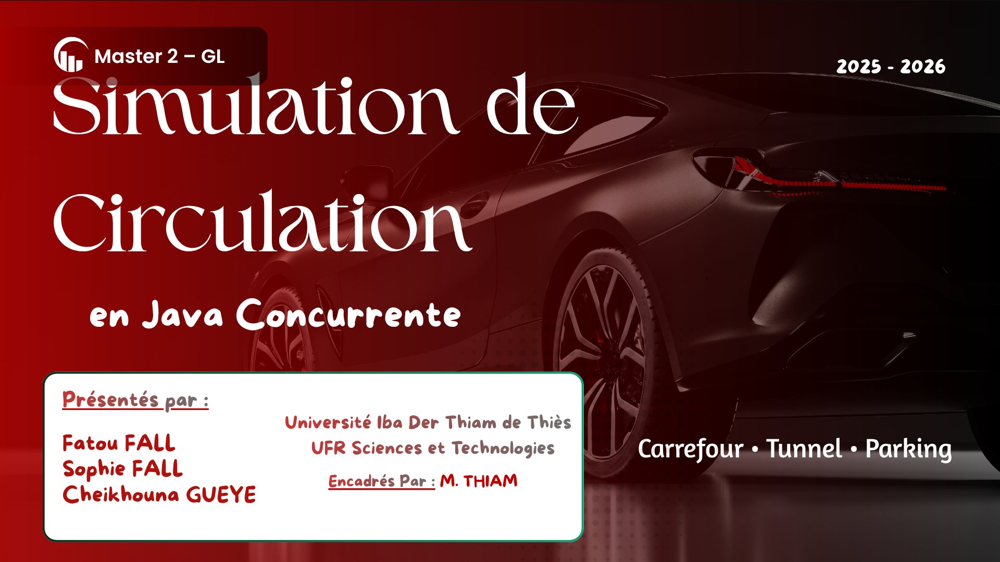 Master 2 – GL
2025 - 2026
Simulation de
Circulation
en Java Concurrente
Présentés par :
Fatou FALL
Sophie FALL
Cheikhouna GUEYE
Université Iba Der Thiam de Thiès
UFR Sciences et Technologies
Encadrés Par : M. THIAM
Carrefour • Tunnel • Parking